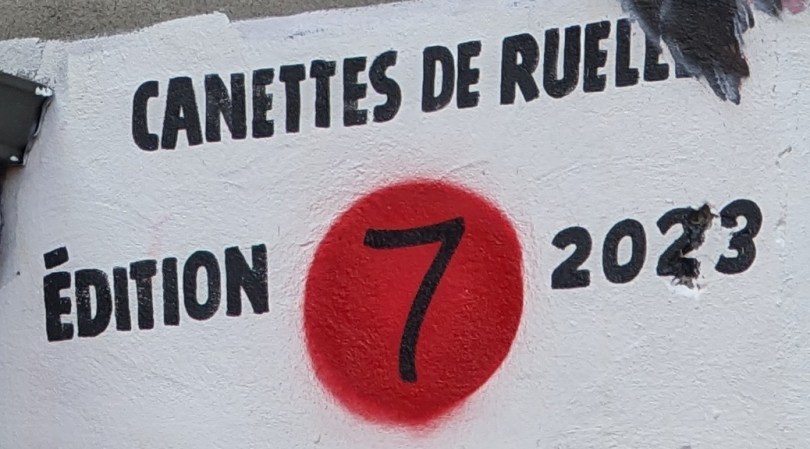 CANETTES DE RUELLE
ÉDITION 7 2023